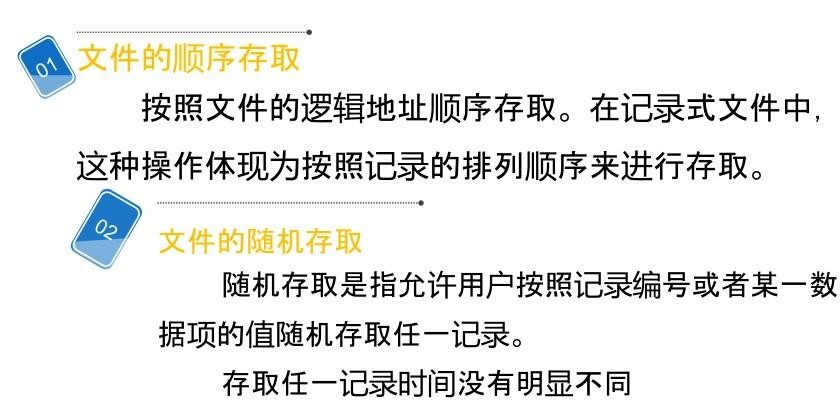 01
文件的顺序存取
按照文件的逻辑地址顺序存取。在记录式文件中,
这种操作体现为按照记录的排列顺序来进行存取。
02
文件的随机存取
随机存取是指允许用户按照记录编号或者某一数
据项的值随机存取任一记录。
存取任一记录时间没有明显不同